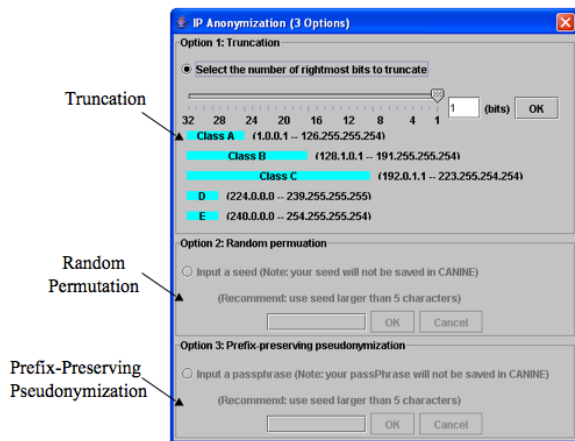 IP Anonymization (3 Options)
Option 1: Truncation
Select the number of rightmost bits to truncate
Truncation
1 (bits) OK
32 28 24 20 16 12 8 4 1
Class A (1.0.0.1 -- 126.255.255.254)
Class B (128.1.0.1 -- 191.255.255.254)
Class C (192.0.1.1 -- 223.255.254.254)
D (224.0.0.0 -- 239.255.255.255)
E (240.0.0.0 -- 254.255.255.254)
Option 2: Random permuation
Random
Permutation
Input a seed (Note: your seed will not be saved in CANINE)
(Recommend: use seed larger than 5 characters)
OK Cancel
Option 3: Prefix-preserving pseudonymization
Prefix-Preserving
Pseudonymization
Input a passphrase (Note: your passPhrase will not be saved in CANINE)
(Recommend: use seed larger than 5 characters)
OK Cancel